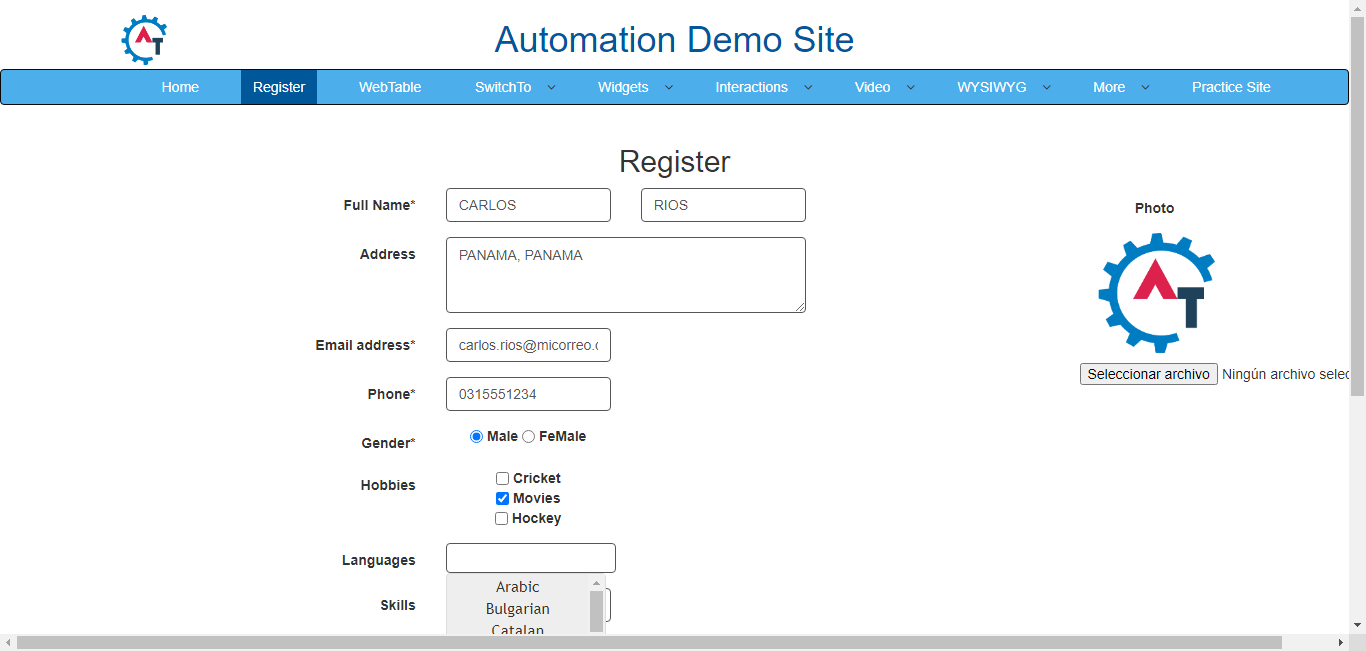 AT
Automation Demo Site
Home Register WebTable SwitchTo Widgets Interactions Video WYSIWYG More Practice Site
Register
Full Name* CARLOS RIOS
Photo
Address PANAMA, PANAMA
AT
Email address* carlos.rios@micorreo.
Seleccionar archivo Ningún archivo selec
Phone* 0315551234
Gender* Male FeMale
Hobbies
Cricket
Movies
Hockey
Languages
Arabic
Skills
Bulgarian
Catalan